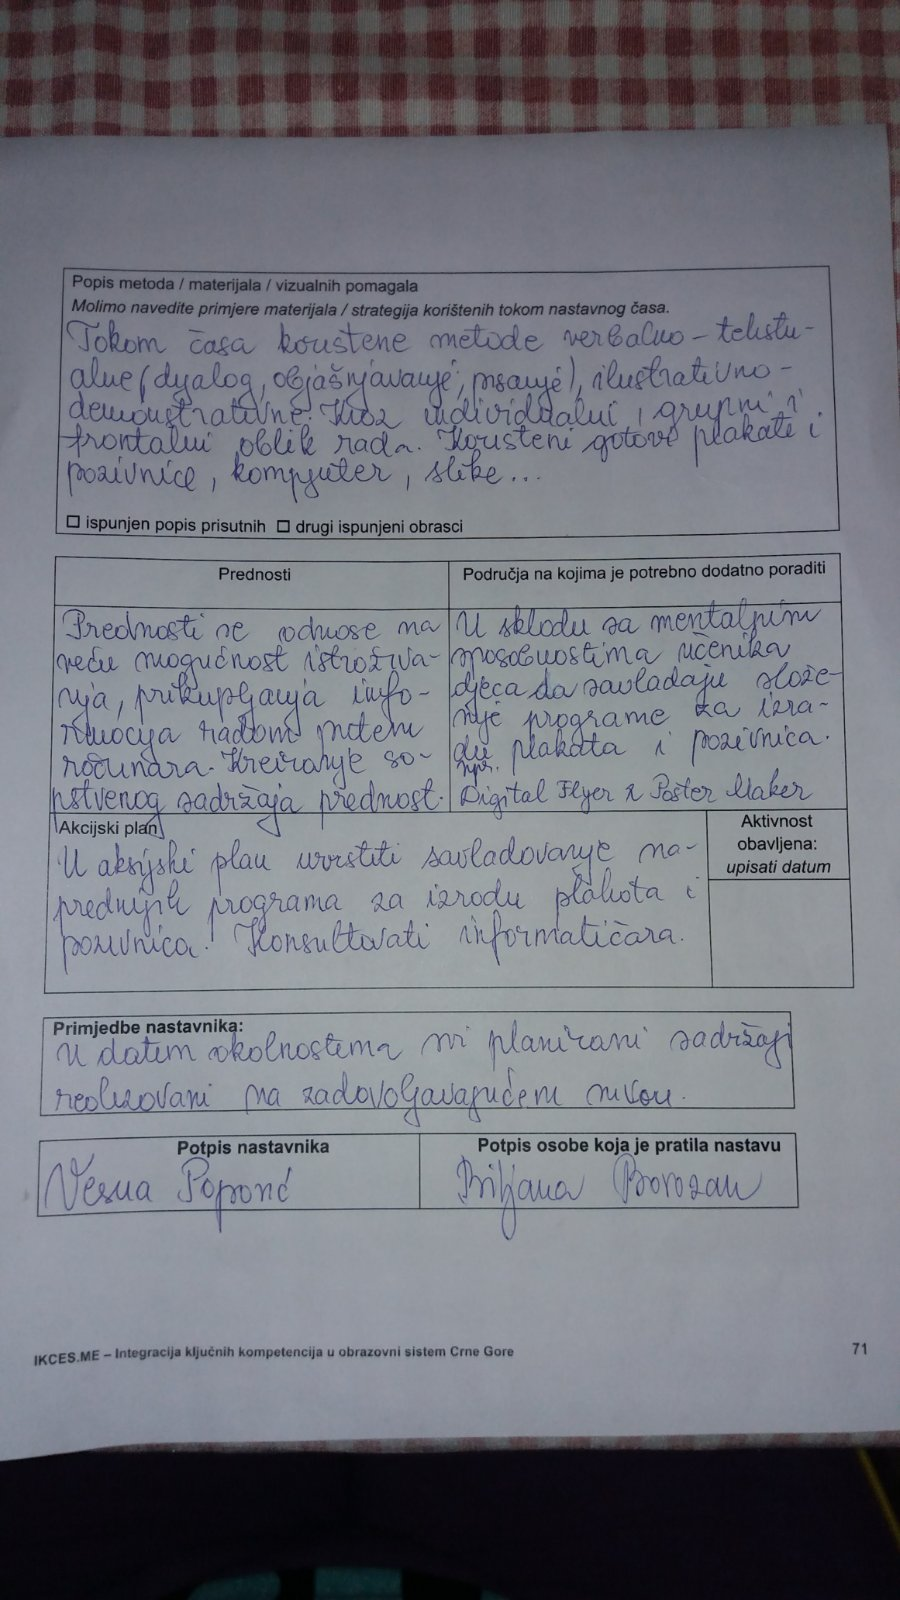 Popis metoda / materijala / vizualnih pomagala
Molimo navedite primjere materijala / strategija korištenih tokom nastavnog časa.
Tokom časa korištene metode verbalno – tekstu-
alne (dijalog, objašnjavanje, pisanje), ilustrativno –
demonstrativne. Kroz individualni, grupni i
frontalni oblik rada. Korišteni gotovi plakati i
pozivnice, kompjuter, slike...
☐ ispunjen popis prisutnih ☐ drugi ispunjeni obrasci
Prednosti
Prednosti se odnose na
veću mogućnost istraživa-
nja, prikupljanja info-
rmacija radom putem
računara. Kreiranje so-
pstvenog sadržaja prednost.
Područja na kojima je potrebno dodatno poraditi
U skladu sa mentalnim
sposobnostima učenika
djeca da savladaju slože-
nije programe za izra-
du plakata i pozivnica.
npr.
Digital Flyer & Poster Maker
Akcijski plan
U akcijski plan uvrstiti savladavanje na-
prednijih programa za izradu plakata i
pozivnica. Konsultovati informatičara.
Aktivnost
obavljena:
upisati datum
Primjedbe nastavnika:
U datim okolnostima svi planirani sadržaji
realizovani na zadovoljavajućem nivou.
Potpis nastavnika
Vesna Popović
Potpis osobe koja je pratila nastavu
Biljana Borozan
IKCES.ME – Integracija ključnih kompetencija u obrazovni sistem Crne Gore
71